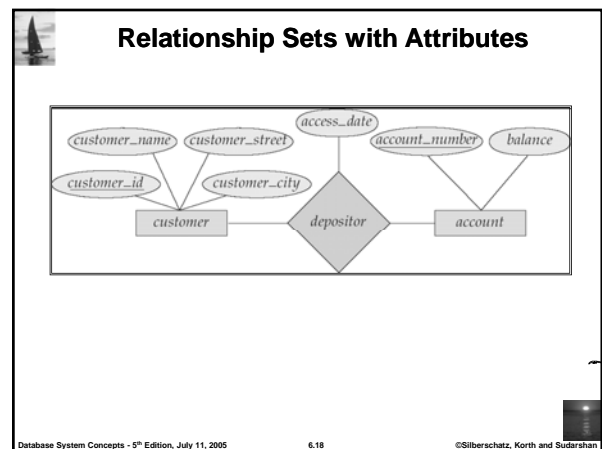 Relationship Sets with Attributes
access_date
customer_name customer_street account_number balance
customer_id customer_city
customer depositor account
Database System Concepts - 5th Edition, July 11, 2005 6.18 ©Silberschatz, Korth and Sudarshan